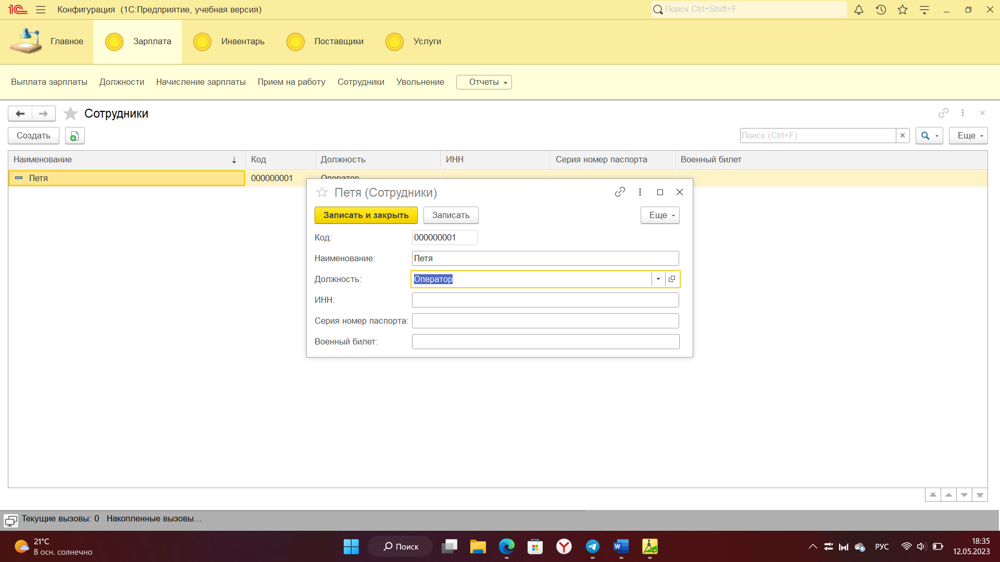 Конфигурация (1С:Предприятие, учебная версия)
Поиск Ctrl+Shift+F
Главное
Зарплата
Инвентарь
Поставщики
Услуги
Выплата зарплаты
Должности
Начисление зарплаты
Прием на работу
Сотрудники
Увольнение
Отчеты
Сотрудники
Создать
Поиск (Ctrl+F)
Еще
Наименование
Код
Должность
ИНН
Серия номер паспорта
Военный билет
Петя
000000001
Оператор
Петя (Сотрудники)
Записать и закрыть
Записать
Еще
Код:
000000001
Наименование:
Петя
Должность:
Оператор
ИНН:
Серия номер паспорта:
Военный билет:
Текущие вызовы: 0 Накопленные вызовы…
21°C
В осн. солнечно
Поиск
РУС
18:35
12.05.2023